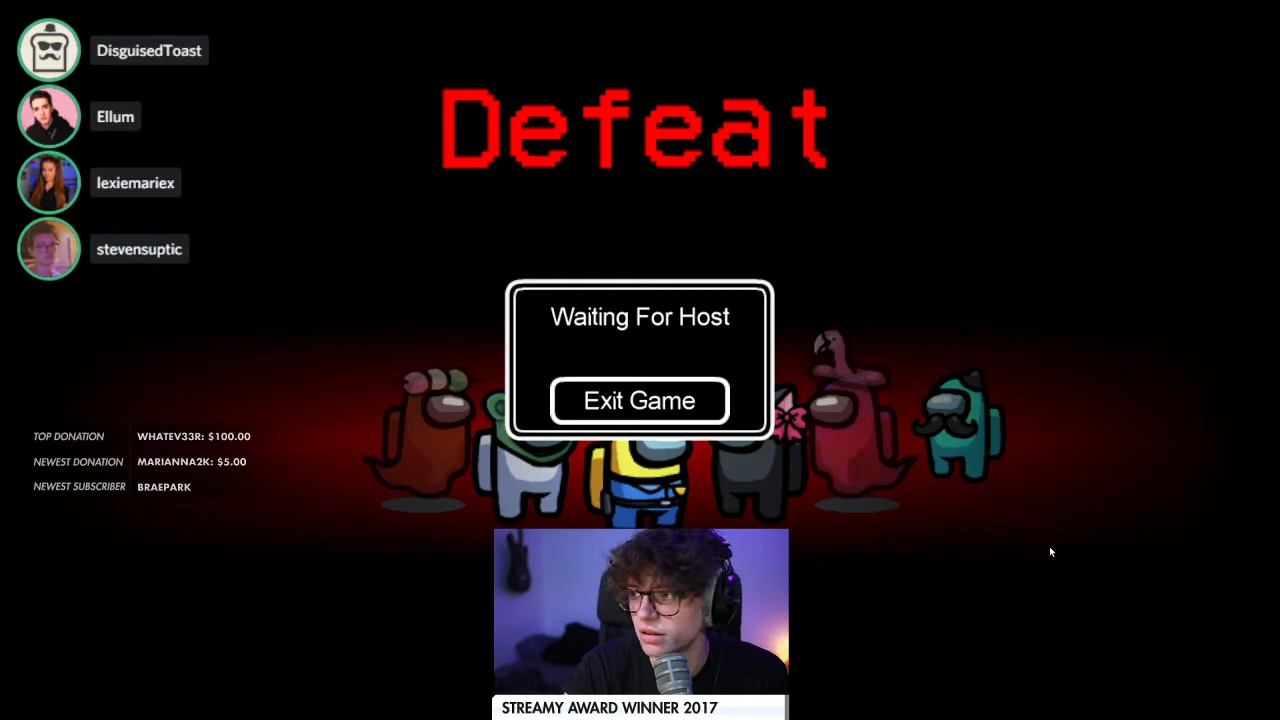 DisguisedToast
Ellum
lexiemariex
stevensuptic
Defeat
Waiting For Host
Exit Game
TOP DONATION WHATEV33R: $100.00
NEWEST DONATION MARIANNA2K: $5.00
NEWEST SUBSCRIBER BRAEPARK
STREAMY AWARD WINNER 2017